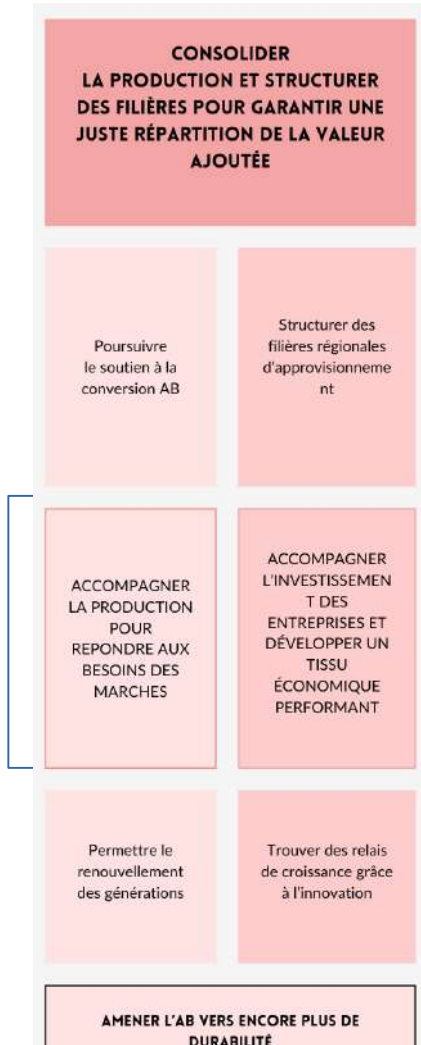 CONSOLIDER
LA PRODUCTION ET STRUCTURER
DES FILIÈRES POUR GARANTIR UNE
JUSTE RÉPARTITION DE LA VALEUR
AJOUTÉE
Poursuivre
le soutien à la
conversion AB
Structurer des
filières régionales
d'approvisionneme
nt
ACCOMPAGNER
LA PRODUCTION
POUR
REPONDRE AUX
BESOINS DES
MARCHES
ACCOMPAGNER
L'INVESTISSEMEN
T DES
ENTREPRISES ET
DÉVELOPPER UN
TISSU
ÉCONOMIQUE
PERFORMANT
Permettre le
renouvellement
des générations
Trouver des relais
de croissance grâce
à l'innovation
AMENER L'AB VERS ENCORE PLUS DE
DURABILITÉ